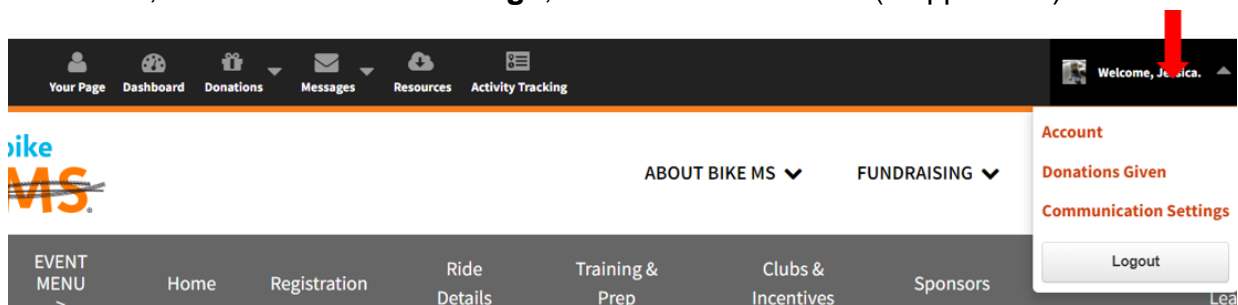 Your Page Dashboard Donations Messages Resources Activity Tracking Welcome, Jessica.
Account
Donations Given
Communication Settings
Logout
bike
MS
ABOUT BIKE MS FUNDRAISING
EVENT MENU >
Home
Registration
Ride Details
Training & Prep
Clubs & Incentives
Sponsors